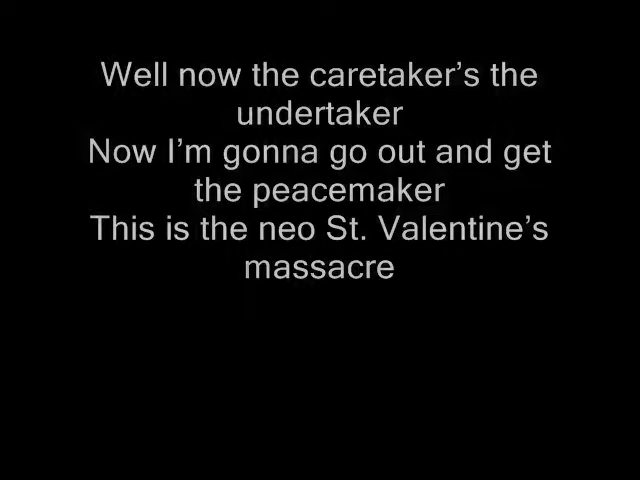 Well now the caretaker’s the
undertaker
Now I’m gonna go out and get
the peacemaker
This is the neo St. Valentine’s
massacre